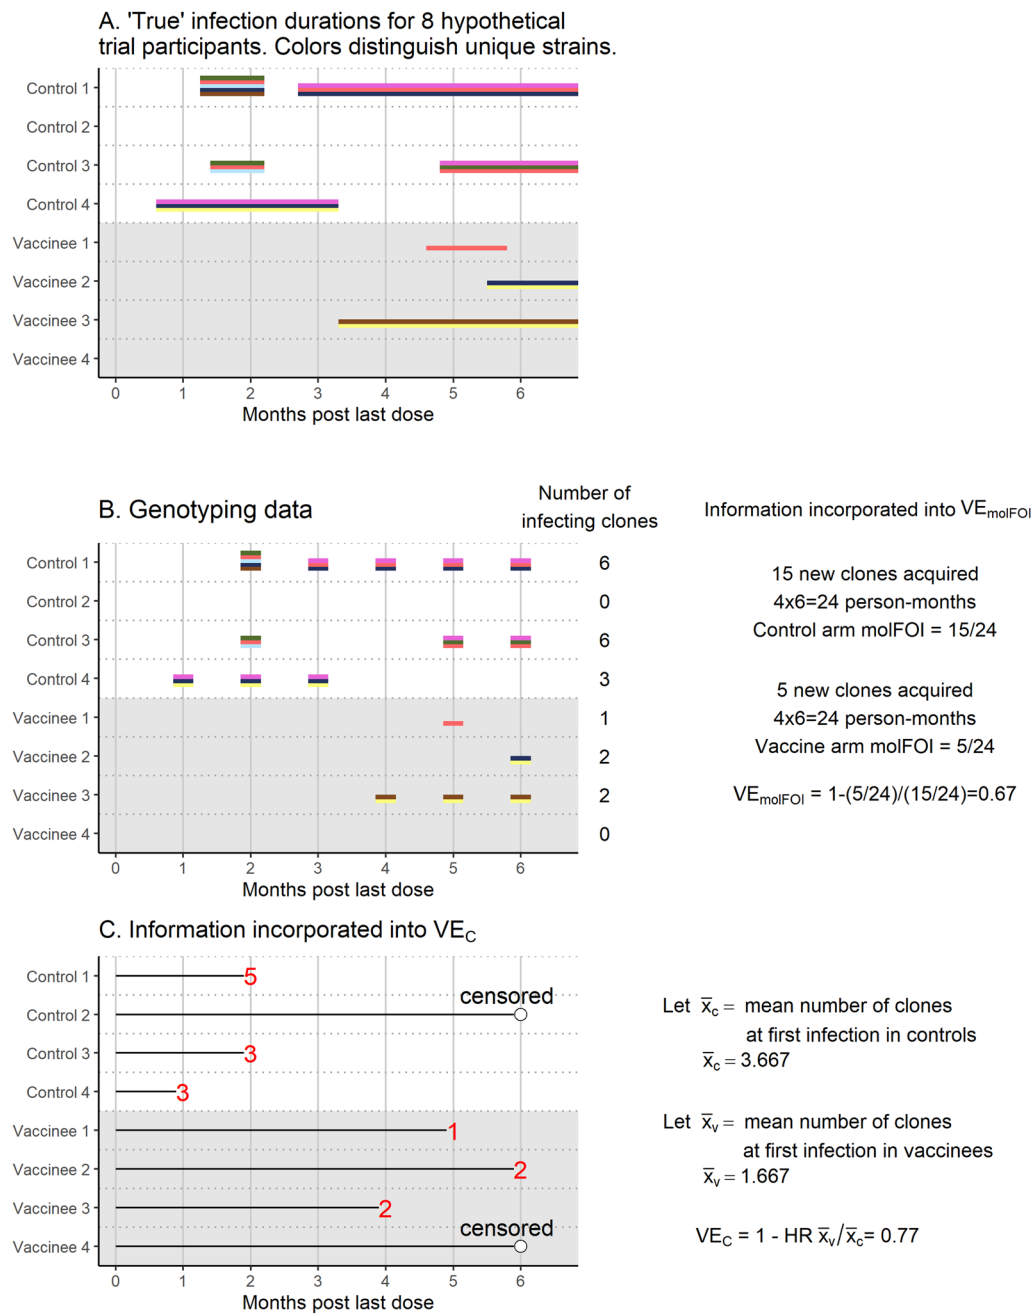 A. 'True' infection durations for 8 hypothetical
trial participants. Colors distinguish unique strains.
Control 1
Control 2
Control 3
Control 4
Vaccinee 1
Vaccinee 2
Vaccinee 3
Vaccinee 4
0 1 2 3 4 5 6
Months post last dose
B. Genotyping data
Number of
infecting clones
Information incorporated into VEmolFOI
Control 1 6
Control 2 0
Control 3 6
Control 4 3
Vaccinee 1 1
Vaccinee 2 2
Vaccinee 3 2
Vaccinee 4 0
0 1 2 3 4 5 6
Months post last dose
15 new clones acquired
4x6=24 person-months
Control arm molFOI = 15/24
5 new clones acquired
4x6=24 person-months
Vaccine arm molFOI = 5/24
VEmolFOI = 1-(5/24)/(15/24)=0.67
C. Information incorporated into VEC
Control 1 5
Control 2 censored
Control 3 3
Control 4 3
Vaccinee 1 1
Vaccinee 2 2
Vaccinee 3 2
Vaccinee 4 censored
0 1 2 3 4 5 6
Months post last dose
Let x̄c = mean number of clones
at first infection in controls
x̄c = 3.667
Let x̄v = mean number of clones
at first infection in vaccinees
x̄v = 1.667
VEC = 1 - HR x̄v/x̄c= 0.77